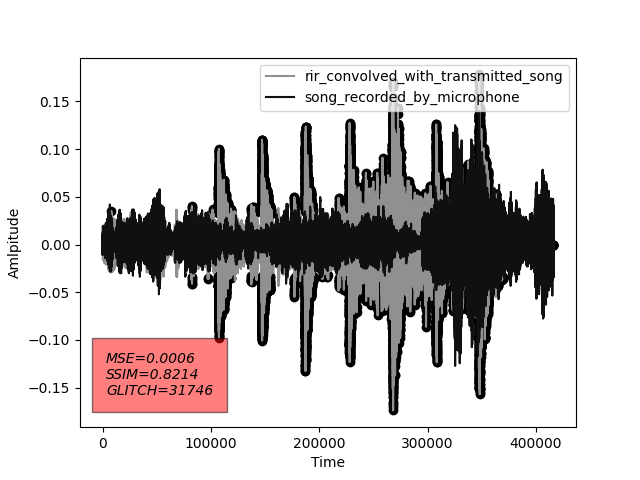 rir_convolved_with_transmitted_song
song_recorded_by_microphone
Amlpitude
0.15
0.10
0.05
0.00
−0.05
−0.10
−0.15
MSE=0.0006
SSIM=0.8214
GLITCH=31746
0 100000 200000 300000 400000
Time